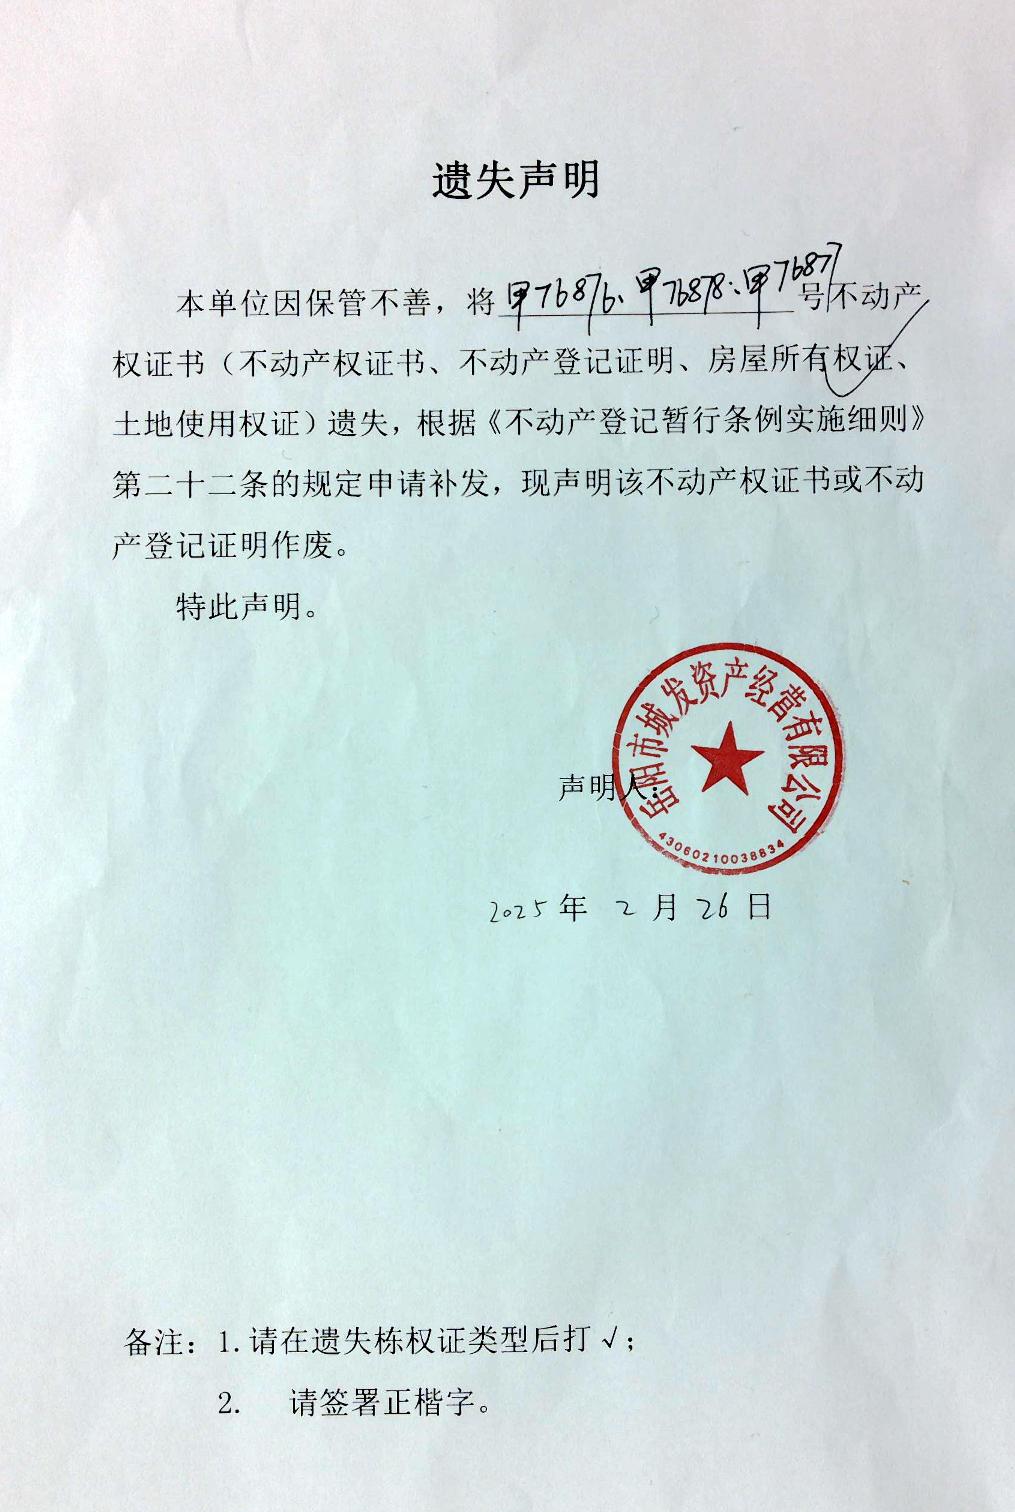 遗失声明
本单位因保管不善，将甲76876、甲76878、甲76877号不动产
权证书（不动产权证书、不动产登记证明、房屋所有权证√、
土地使用权证）遗失，根据《不动产登记暂行条例实施细则》
第二十二条的规定申请补发，现声明该不动产权证书或不动
产登记证明作废。
特此声明。
声明人：
岳阳市城发资产经营有限公司
43060210038834
2025年 2月 26日
备注：1.请在遗失栋权证类型后打√；
2. 请签署正楷字。